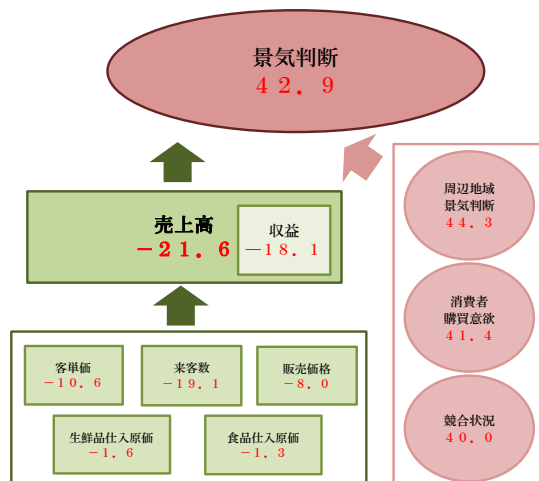 景気判断
４２．９
売上高
－２１．６
収益
－１８．１
周辺地域
景気判断
４４．３
消費者
購買意欲
４１．４
競合状況
４０．０
客単価
－１０．６
来客数
－１９．１
販売価格
－８．０
生鮮品仕入原価
－１．６
食品仕入原価
－１．３